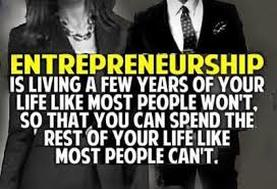 ENTREPRENEURSHIP
IS LIVING A FEW YEARS OF YOUR
LIFE LIKE MOST PEOPLE WON'T,
SO THAT YOU CAN SPEND THE
REST OF YOUR LIFE LIKE
MOST PEOPLE CAN'T.